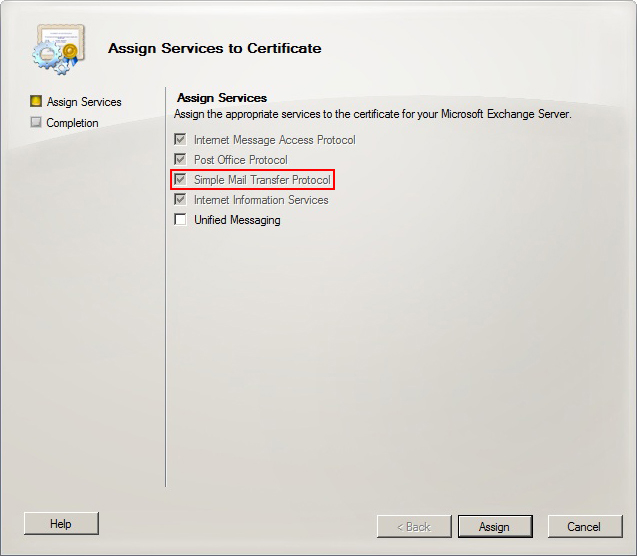 Assign Services to Certificate
Assign Services
Completion
Assign Services
Assign the appropriate services to the certificate for your Microsoft Exchange Server.
Internet Message Access Protocol
Post Office Protocol
Simple Mail Transfer Protocol
Internet Information Services
Unified Messaging
Help
< Back
Assign
Cancel